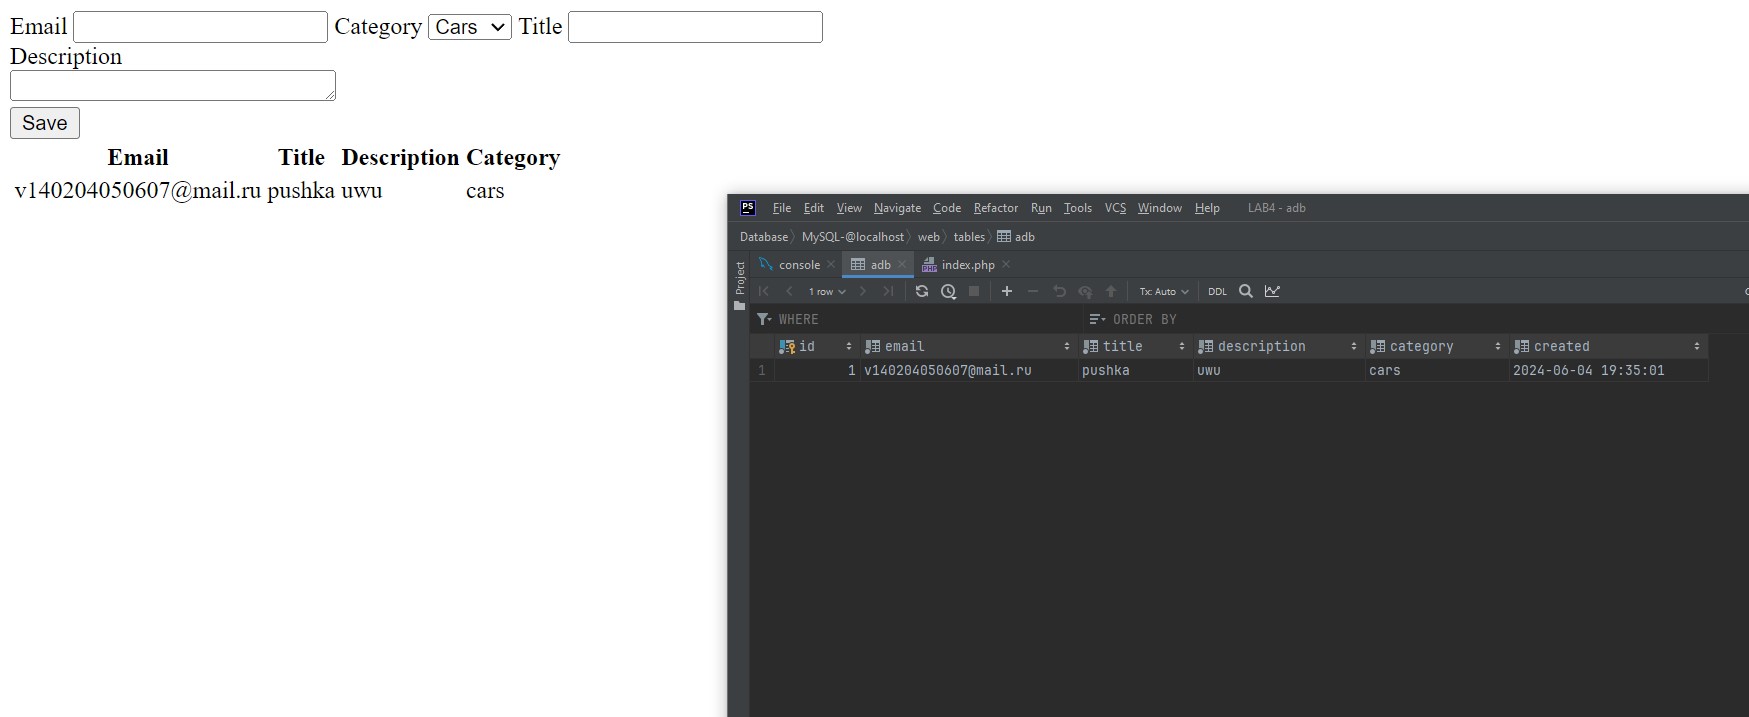 Email Category Cars Title
Description
Save
Email Title Description Category
v140204050607@mail.ru pushka uwu cars
PS File Edit View Navigate Code Refactor Run Tools VCS Window Help LAB4 - adb
Database MySQL-@localhost web tables adb
Project
console adb index.php
1 row Tx: Auto DDL
WHERE ORDER BY
id email title description category created
1 1 v140204050607@mail.ru pushka uwu cars 2024-06-04 19:35:01